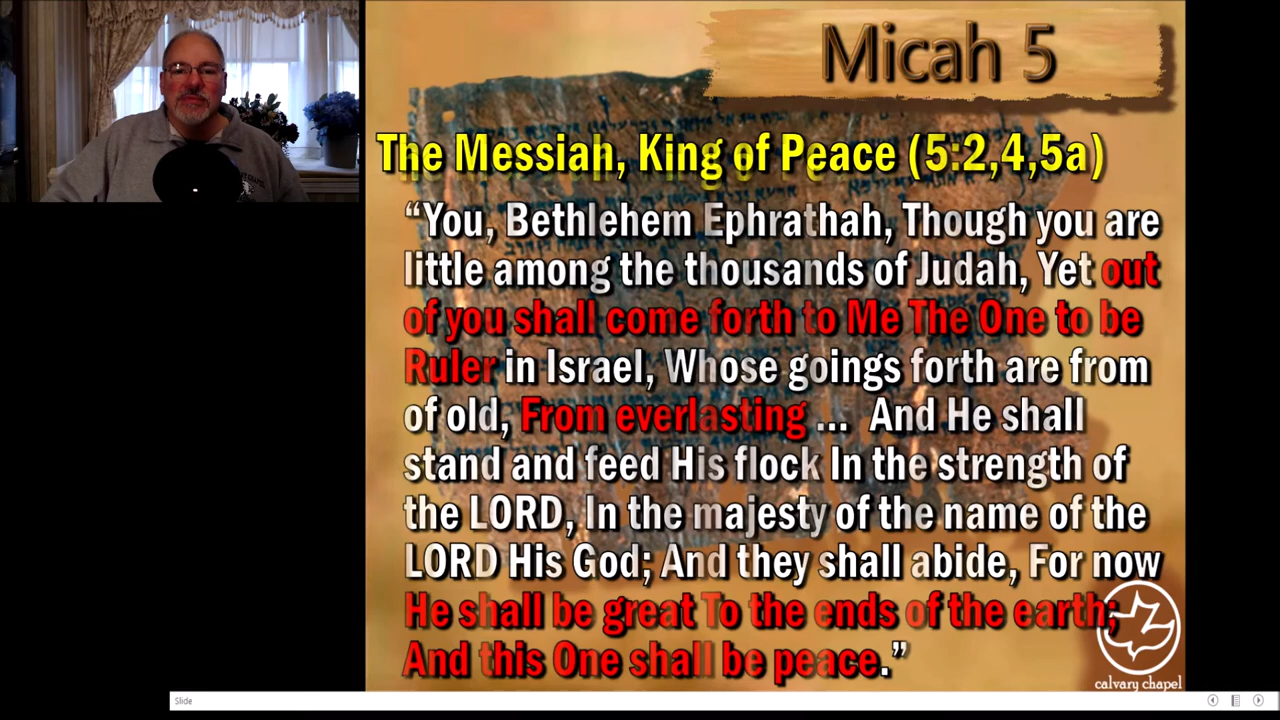 Micah 5
The Messiah, King of Peace (5:2,4,5a)
“You, Bethlehem Ephrathah, Though you are
little among the thousands of Judah, Yet out
of you shall come forth to Me The One to be
Ruler in Israel, Whose goings forth are from
of old, From everlasting ... And He shall
stand and feed His flock In the strength of
the LORD, In the majesty of the name of the
LORD His God; And they shall abide, For now
He shall be great To the ends of the earth;
And this One shall be peace.”
calvary chapel
Slide